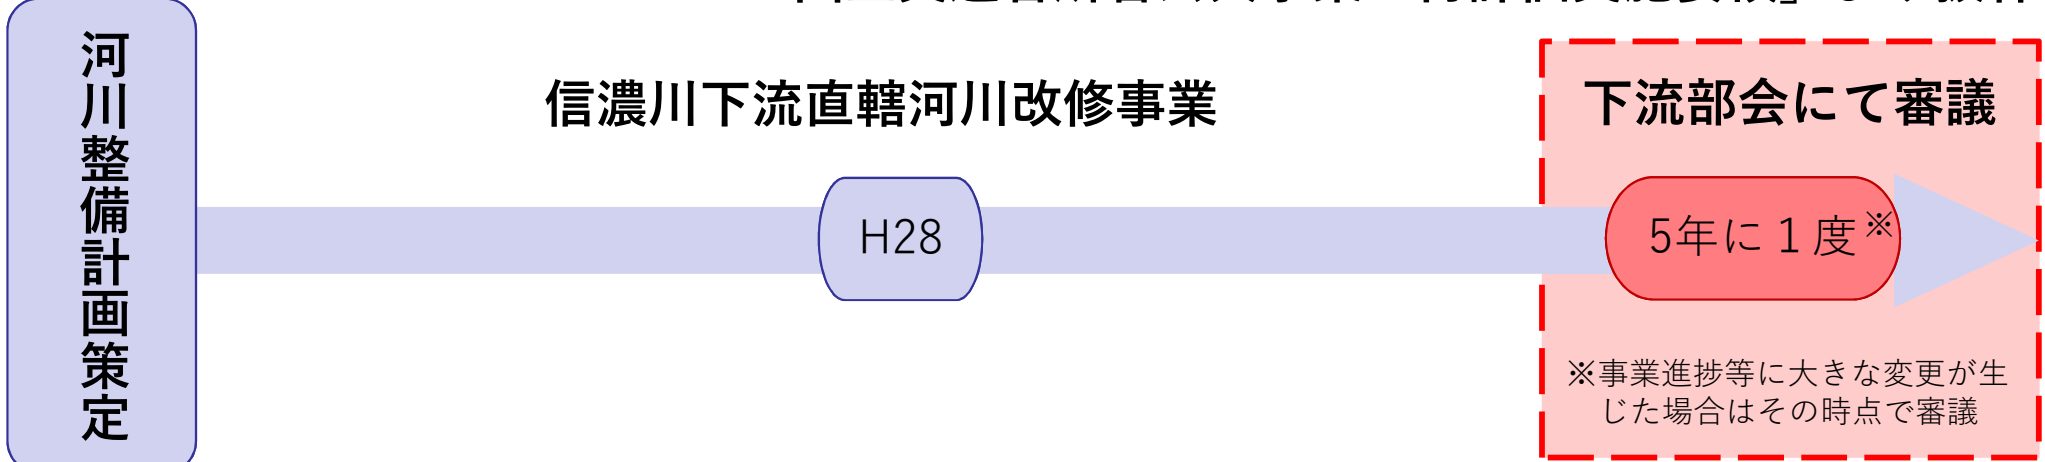 河川整備計画策定
信濃川下流直轄河川改修事業
下流部会にて審議
H28
5年に１度※
※事業進捗等に大きな変更が生
じた場合はその時点で審議